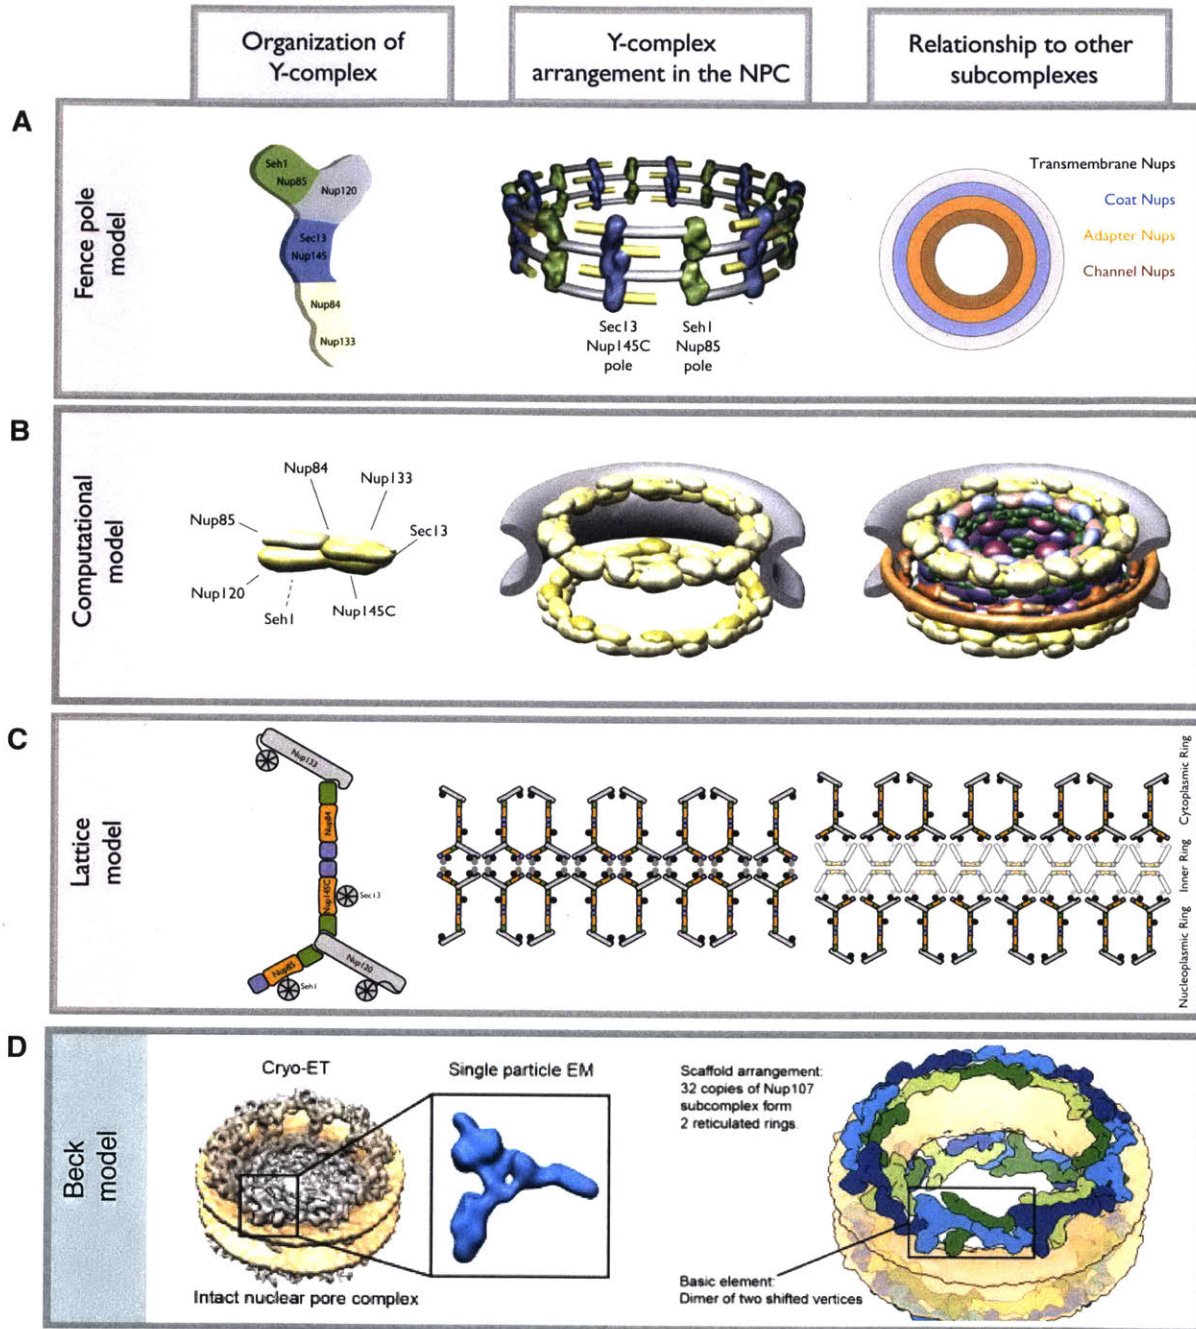 Organization of
Y-complex
Y-complex
arrangement in the NPC
Relationship to other
subcomplexes
A
Fence pole
model
Seh1
Nup85
Nup120
Sec13
Nup145
Nup84
Nup133
Sec13
Nup145C
pole
Seh1
Nup85
pole
Transmembrane Nups
Coat Nups
Adapter Nups
Channel Nups
B
Computational
model
Nup84
Nup133
Nup85
Sec13
Nup120
Seh1
Nup145C
C
Lattice
model
Nup133
Nup84
Nup145C
Sec13
Nup85
Seh1
Nup120
Cytoplasmic Ring
Inner Ring
Nucleoplasmic Ring
D
Beck
model
Cryo-ET
Single particle EM
Intact nuclear pore complex
Scaffold arrangement:
32 copies of Nup107
subcomplex form
2 reticulated rings
Basic element:
Dimer of two shifted vertices